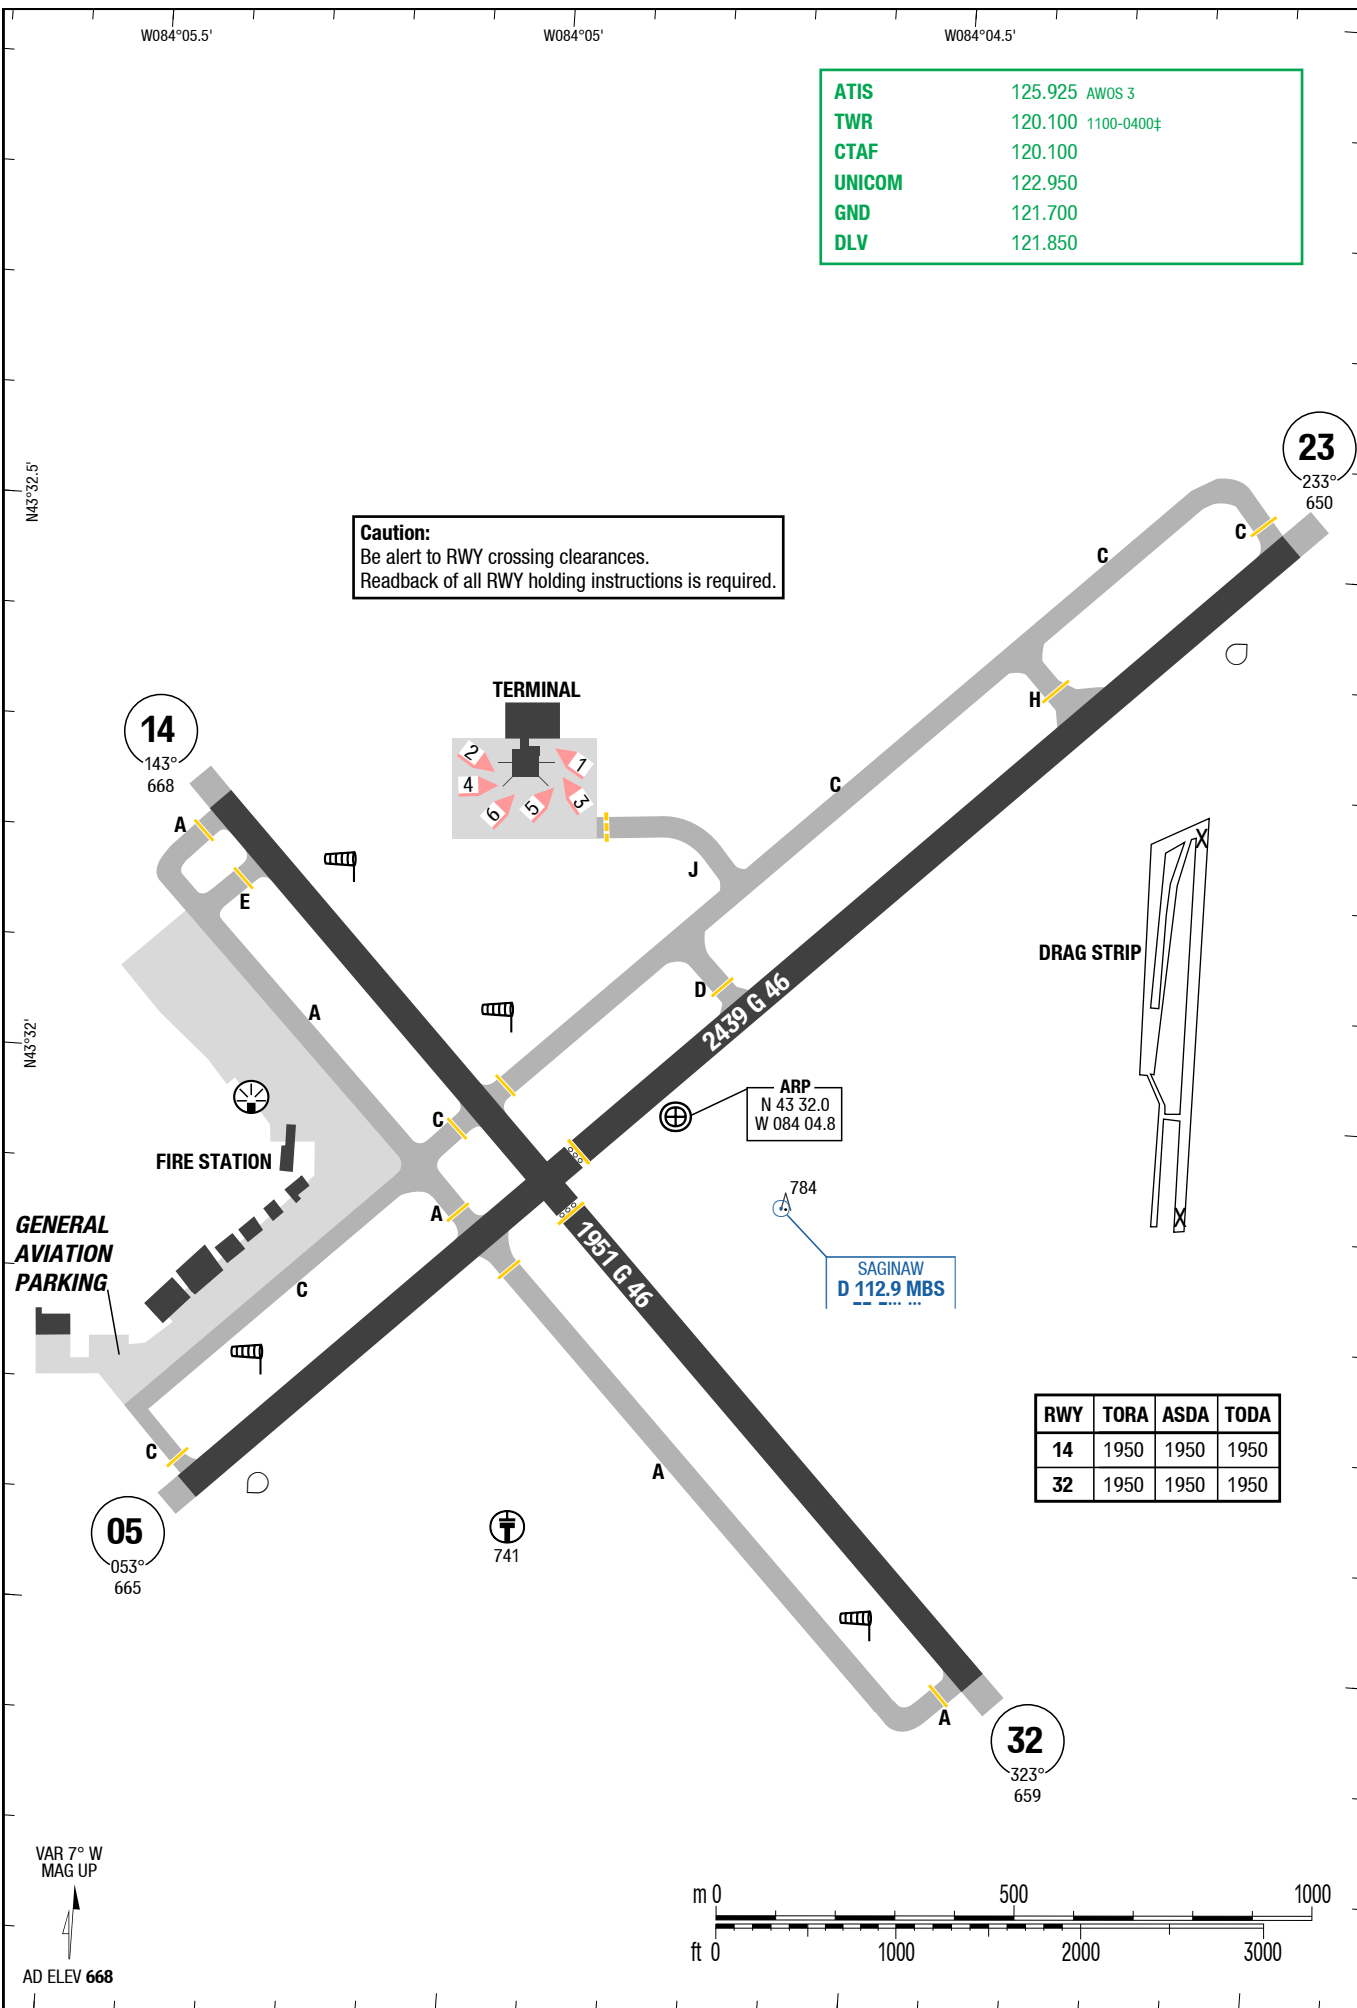 W084°05.5'
W084°05'
W084°04.5'
ATIS 125.925 AWOS 3
TWR 120.100 1100-0400‡
CTAF 120.100
UNICOM 122.950
GND 121.700
DLV 121.850
23
233°
650
N43°32.5'
Caution:
Be alert to RWY crossing clearances.
Readback of all RWY holding instructions is required.
C
C
H
TERMINAL
14
143°
668
2
1
4
3
6
5
C
A
J
E
DRAG STRIP
X
A
D
2439 G 46
N43°32'
ARP
N 43 32.0
W 084 04.8
C
FIRE STATION
784
A
X
GENERAL
AVIATION
PARKING
1951 G 46
SAGINAW
D 112.9 MBS
C
RWY TORA ASDA TODA
14 1950 1950 1950
32 1950 1950 1950
C
A
05
053°
665
741
A
32
323°
659
VAR 7° W
MAG UP
AD ELEV 668
m 0 500 1000
ft 0 1000 2000 3000